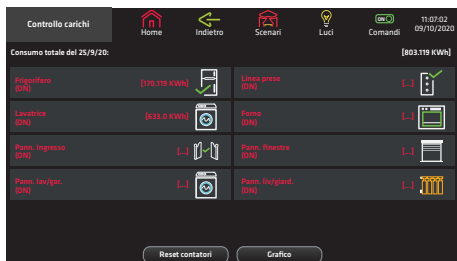 Controllo carichi
Home
Indietro
Scenari
Luci
ON
Comandi
11:07:02
09/10/2020
Consumo totale del 25/9/20:
[803.119 KWh]
Frigorifero
(ON)
[170.119 KWh]
Linea prese
(ON)
[...]
Lavatrice
(ON)
[633.0 KWh]
Forno
(ON)
[...]
Pann. ingresso
(ON)
[...]
Pann. finestre
(ON)
[...]
Pann. lav/gar.
(ON)
[...]
Pann. liv/giard.
(ON)
[...]
Reset contatori
Grafico